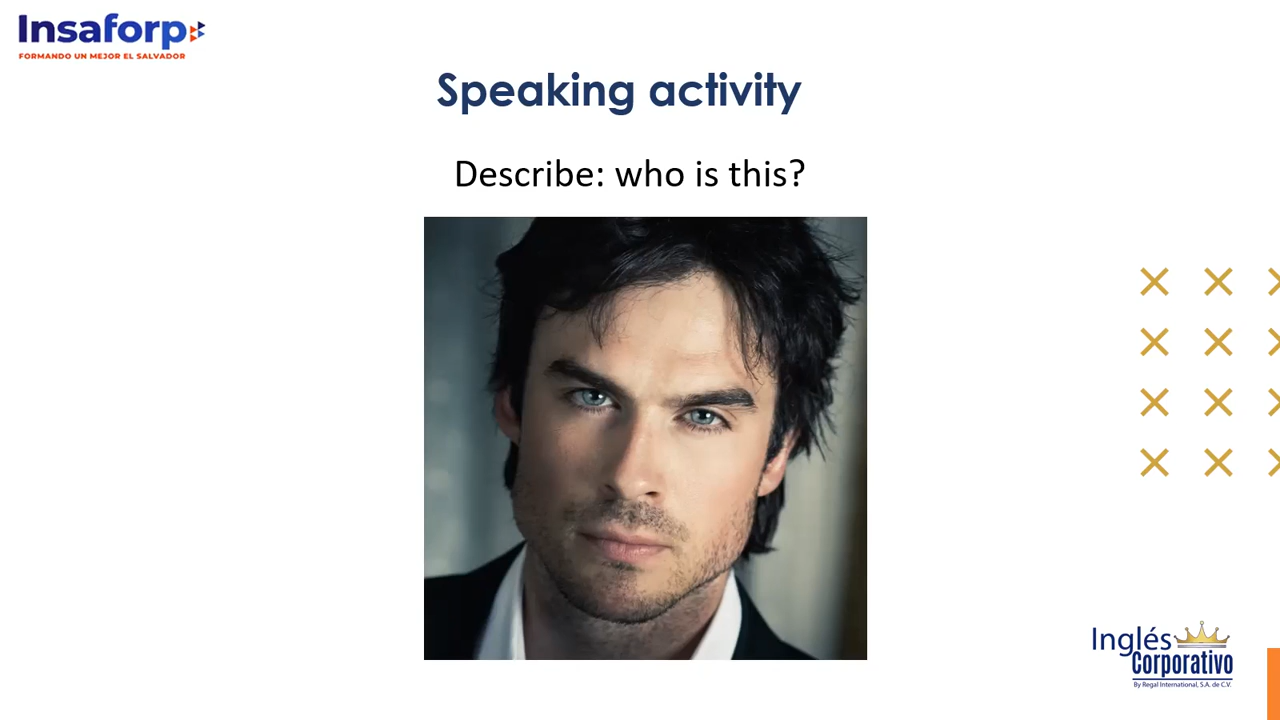 Insaforp
FORMANDO UN MEJOR EL SALVADOR
Speaking activity
Describe: who is this?
Inglés
Corporativo
By Regal International, S.A. de C.V.